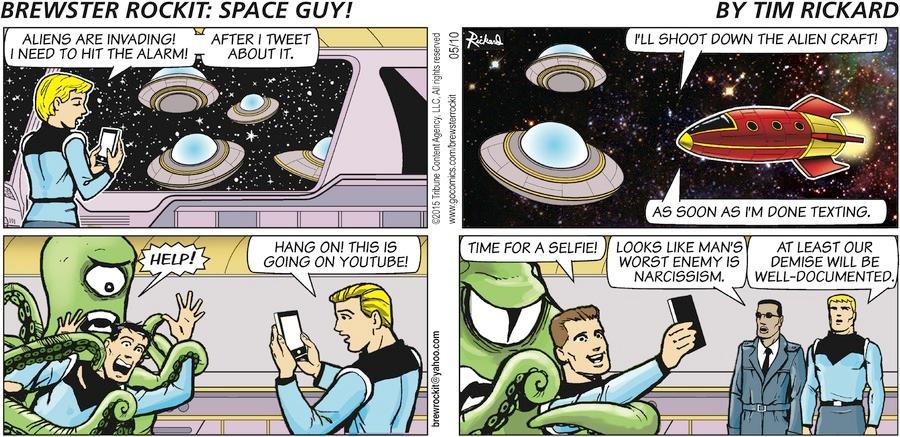 BREWSTER ROCKIT: SPACE GUY!
BY TIM RICKARD
ALIENS ARE INVADING!
I NEED TO HIT THE ALARM!
AFTER I TWEET
ABOUT IT.
©2015 Tribune Content Agency, LLC, All rights reserved
www.gocomics.com/brewsterrockit
05/10
Rickard
I'LL SHOOT DOWN THE ALIEN CRAFT!
AS SOON AS I'M DONE TEXTING.
HELP!
HANG ON! THIS IS
GOING ON YOUTUBE!
brewrockit@yahoo.com
TIME FOR A SELFIE!
LOOKS LIKE MAN'S
WORST ENEMY IS
NARCISSISM.
AT LEAST OUR
DEMISE WILL BE
WELL-DOCUMENTED.